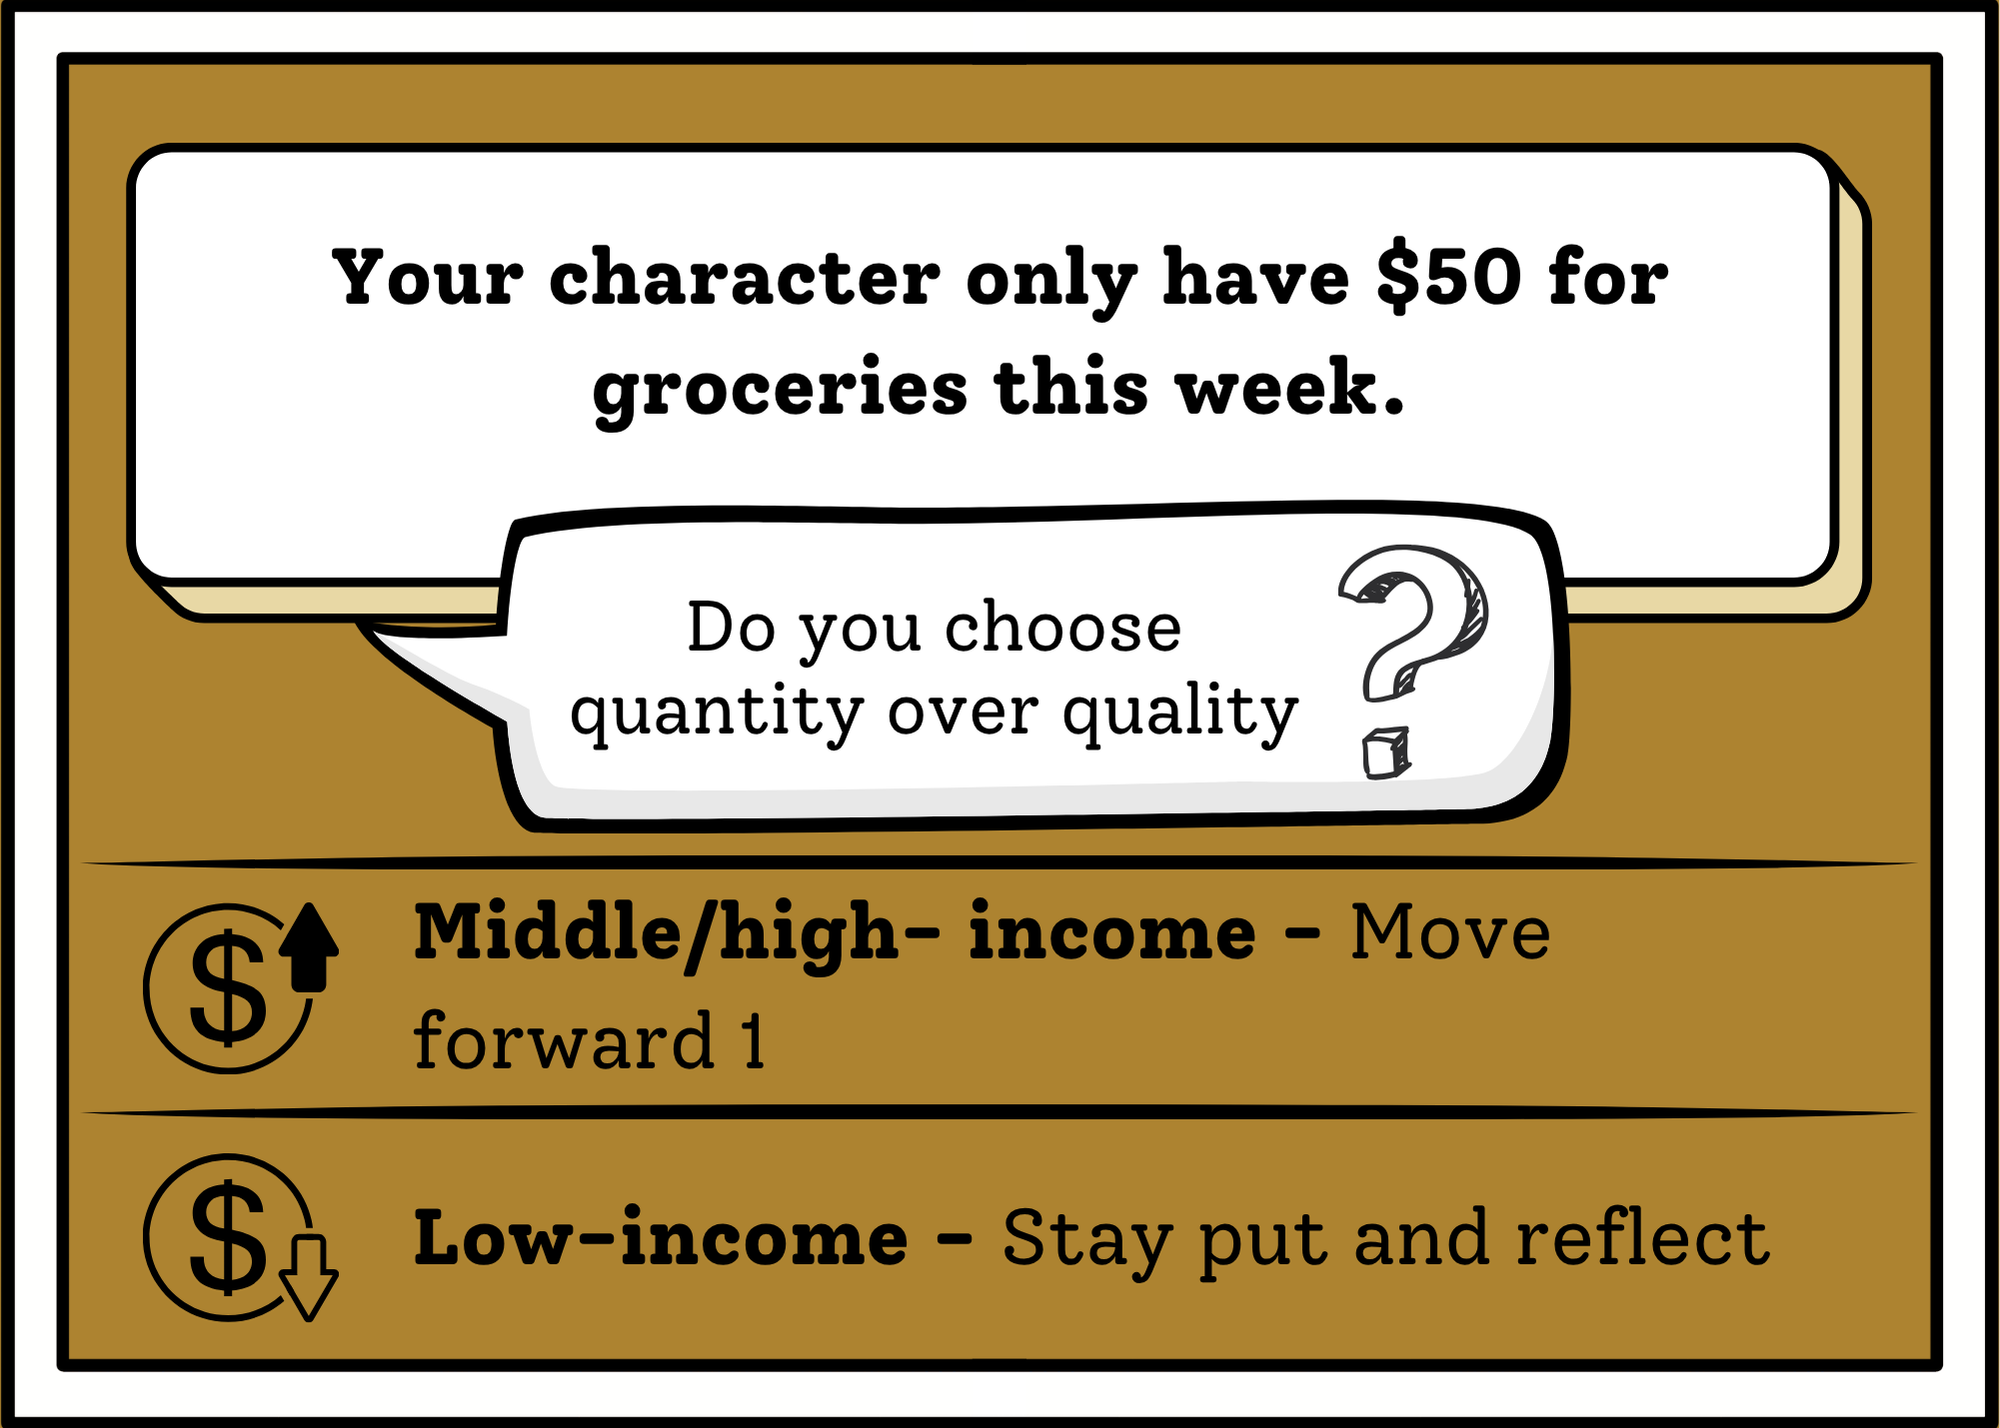 Your character only have $50 for
groceries this week.
Do you choose
quantity over quality
?
Middle/high- income - Move
forward 1
Low-income - Stay put and reflect